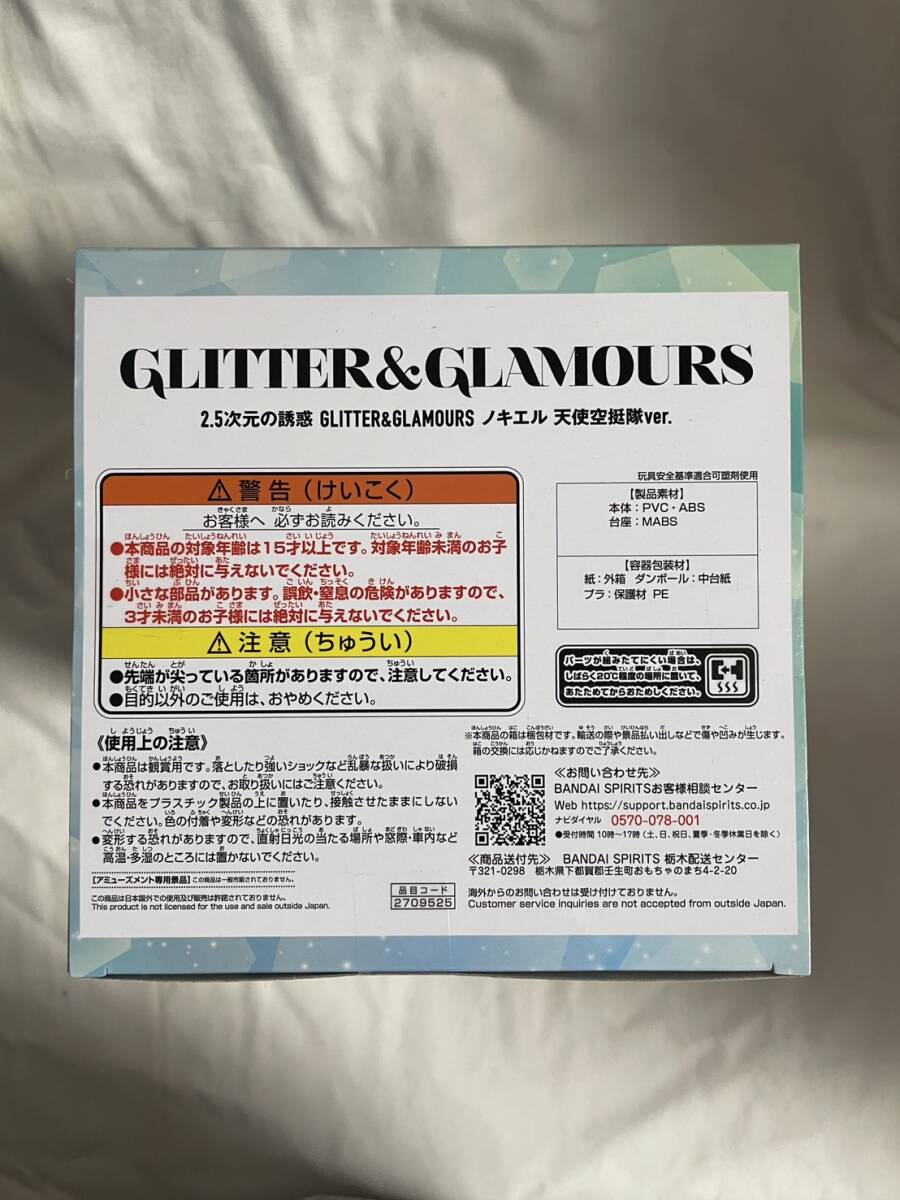 GLITTER&GLAMOURS
2.5次元の誘惑 GLITTER&GLAMOURS ノキエル 天使空挺隊ver.
⚠警告(けいこく)
お客様へ 必ずお読みください。
●本商品の対象年齢は15才以上です。対象年齢未満のお子
様には絶対に与えないでください。
●小さな部品があります。誤飲・窒息の危険がありますので、
3才未満のお子様には絶対に与えないでください。
⚠注意(ちゅうい)
●先端が尖っている箇所がありますので、注意してください。
●目的以外のご使用は、おやめください。
玩具安全基準適合可塑剤使用
【製品素材】
本体：PVC・ABS
台座：MABS
【容器包装材】
紙：外箱 ダンボール：中台紙
プラ：保護材 PE
パーツが組みたてにくい場合は、
しばらく20℃程度の場所に置いて、
あたためてからおためしください。
《使用上の注意》
●本商品は観賞用です。落としたり強いショックなど乱暴な扱いにより破損
する恐れがありますので、お取り扱いにはご注意ください。
●本商品をプラスチック製品の上に置いたり、接触させたままにしない
でください。色の付着や変形などの恐れがあります。
●変形する恐れがありますので、直射日光の当たる場所や窓際・車内など
高温・多湿のところには置かないでください。
【アミューズメント専用景品】この商品は一般市販されておりません。
この商品は日本国外での使用及び販売は許諾されておりません。
This product is not licensed for the use and sale outside Japan.
品目コード
2709525
※本商品の箱は梱包材です。輸送の際や景品払い出しなどで傷や凹みが生じます。
箱の交換には応じかねますのでご了承ください。
≪お問い合わせ先≫
BANDAI SPIRITSお客様相談センター
Web https://support.bandaispirits.co.jp
ナビダイヤル 0570-078-001
●受付時間 10時〜17時(土、日、祝日、夏季・冬季休業日を除く)
≪商品送付先≫ BANDAI SPIRITS 栃木配送センター
〒321-0298 栃木県下都賀郡壬生町おもちゃのまち4-2-20
海外からのお問い合わせは受け付けておりません。
Customer service inquiries are not accepted from outside Japan.